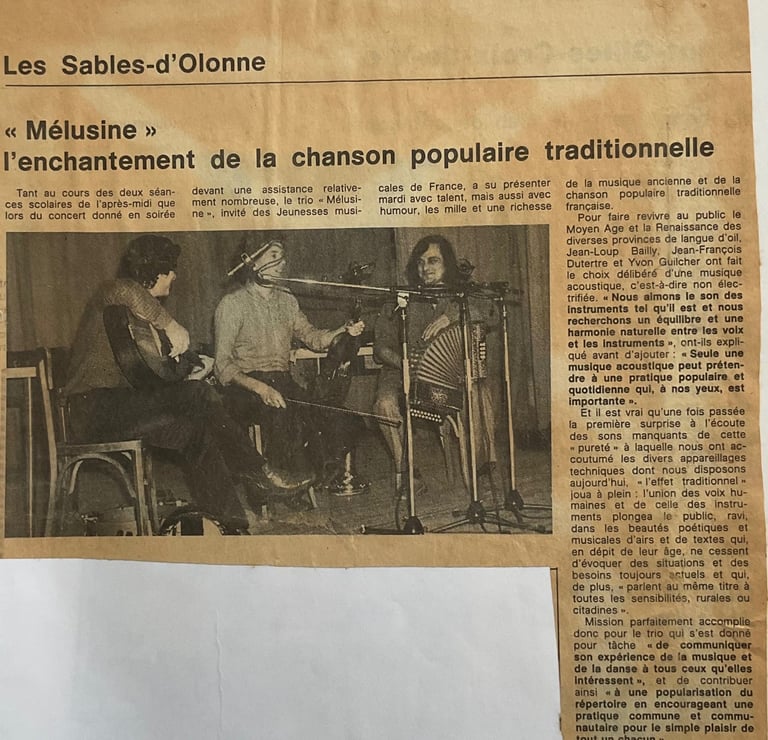 Les Sables-d'Olonne
« Mélusine »
l'enchantement de la chanson populaire traditionnelle
Tant au cours des deux séan-
ces scolaires de l'après-midi que
lors du concert donné en soirée
devant une assistance relative-
ment nombreuse, le trio « Mélusi-
ne », invité des Jeunesses musi-
cales de France, a su présenter
mardi avec talent, mais aussi avec
humour, les mille et une richesse
de la musique ancienne et de la
chanson populaire traditionnelle
française.
Pour faire revivre au public le
Moyen Age et la Renaissance des
diverses provinces de langue d'oil,
Jean-Loup Bailly, Jean-François
Dutertre et Yvon Guilcher ont fait
le choix délibéré d'une musique
acoustique, c'est-à-dire non élec-
trifiée. « Nous aimons le son des
instruments tel qu'il est et nous
recherchons un équilibre et une
harmonie naturelle entre les voix
et les instruments », ont-ils expli-
qué avant d'ajouter : « Seule une
musique acoustique peut préten-
dre à une pratique populaire et
quotidienne qui, à nos yeux, est
importante ».
Et il est vrai qu'une fois passée
la première surprise à l'écoute
des sons manquants de cette
« pureté » à laquelle nous ont ac-
coutumé les divers appareillages
techniques dont nous disposons
aujourd'hui, « l'effet traditionnel »
joua à plein : l'union des voix hu-
maines et de celle des instru-
ments plongea le public, ravi,
dans les beautés poétiques et
musicales d'airs et de textes qui,
en dépit de leur âge, ne cessent
d'évoquer des situations et des
besoins toujours actuels et qui,
de plus, « parlent au même titre à
toutes les sensibilités, rurales ou
citadines ».
Mission parfaitement accomplie
donc pour le trio qui s'est donné
pour tâche « de communiquer
son expérience de la musique et
de la danse à tous ceux qu'elles
intéressent », et de contribuer
ainsi « à une popularisation du
répertoire en encourageant une
pratique commune et commu-
nautaire pour le simple plaisir de
tout un chacun »